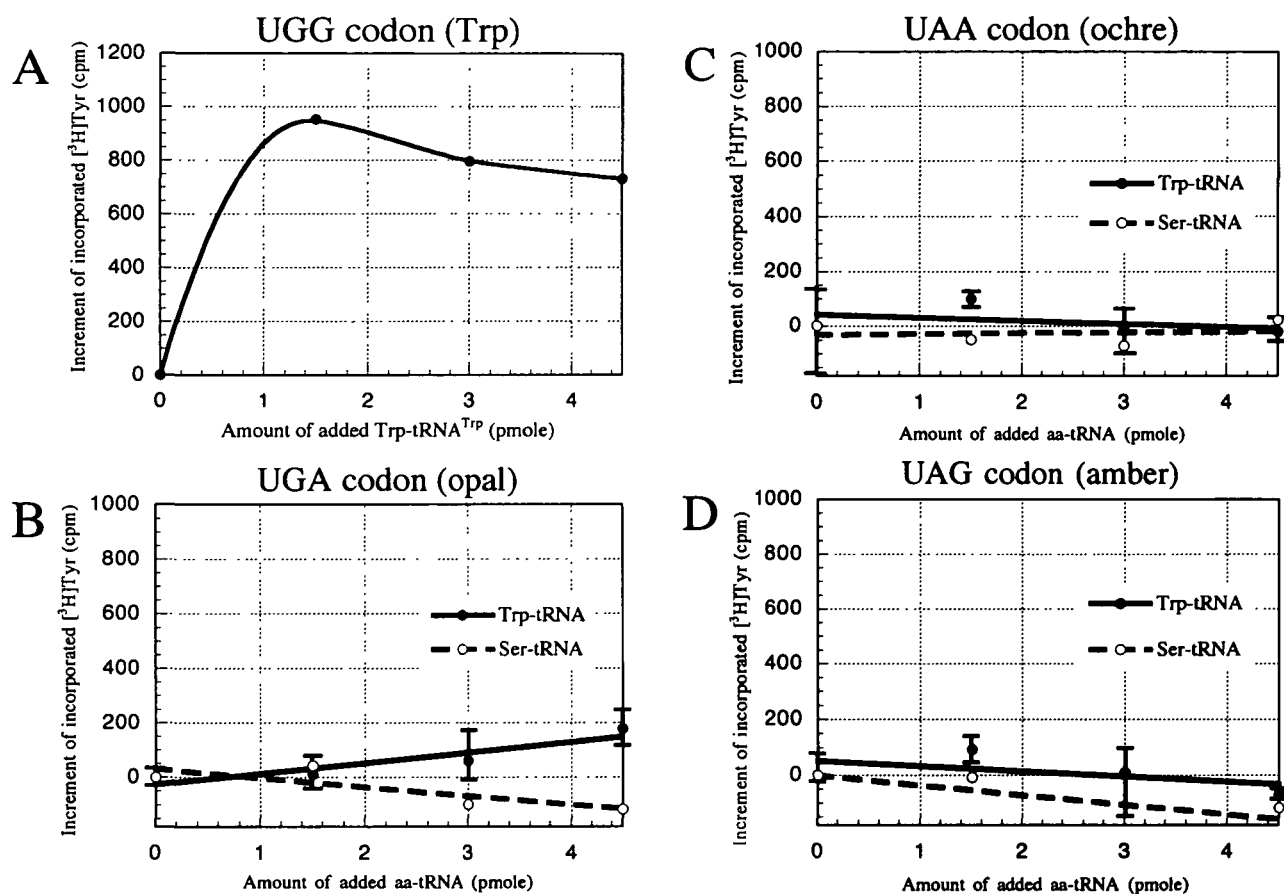 A
UGG codon (Trp)
Increment of incorporated [³H]Tyr (cpm)
1200
1000
800
600
400
200
0
0 1 2 3 4
Amount of added Trp-tRNA^Trp (pmole)
C
UAA codon (ochre)
Increment of incorporated [³H]Tyr (cpm)
1000
800
600
400
200
0
Trp-tRNA
Ser-tRNA
0 1 2 3 4
Amount of added aa-tRNA (pmole)
B
UGA codon (opal)
Increment of incorporated [³H]Tyr (cpm)
1000
800
600
400
200
0
Trp-tRNA
Ser-tRNA
0 1 2 3 4
Amount of added aa-tRNA (pmole)
D
UAG codon (amber)
Increment of incorporated [³H]Tyr (cpm)
1000
800
600
400
200
0
Trp-tRNA
Ser-tRNA
0 1 2 3 4
Amount of added aa-tRNA (pmole)